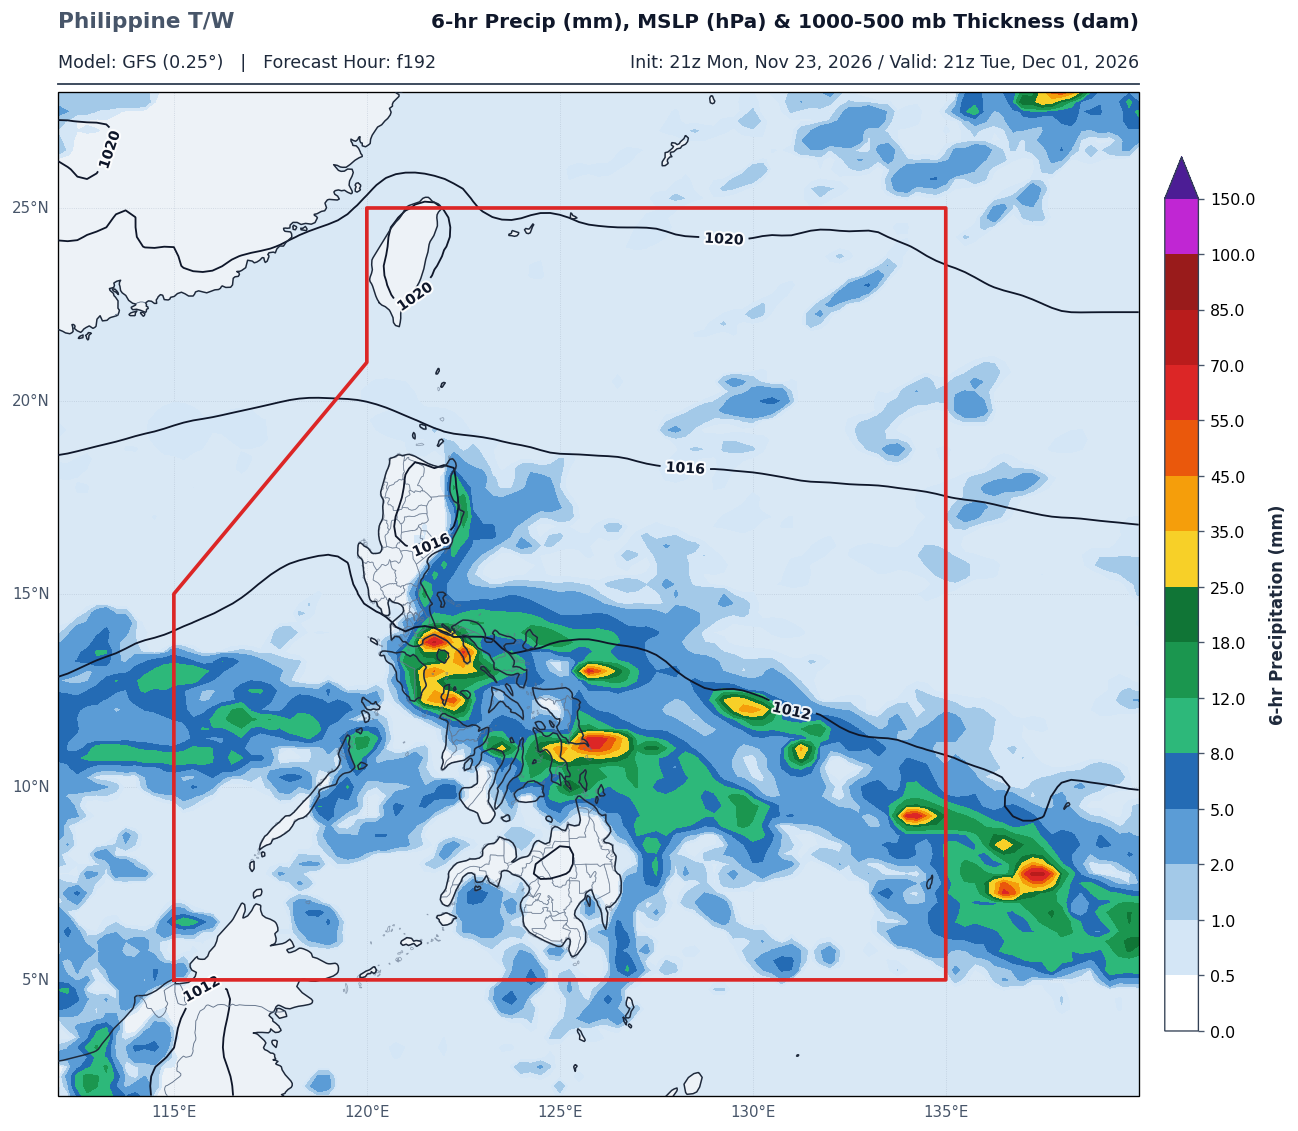 Philippine T/W
6-hr Precip (mm), MSLP (hPa) & 1000-500 mb Thickness (dam)
Model: GFS (0.25°) | Forecast Hour: f192
Init: 21z Mon, Nov 23, 2026 / Valid: 21z Tue, Dec 01, 2026
1020
1020
1020
1016
1016
1012
1012
25°N
20°N
15°N
10°N
5°N
115°E
120°E
125°E
130°E
135°E
150.0
100.0
85.0
70.0
55.0
45.0
35.0
25.0
18.0
12.0
8.0
5.0
2.0
1.0
0.5
0.0
6-hr Precipitation (mm)